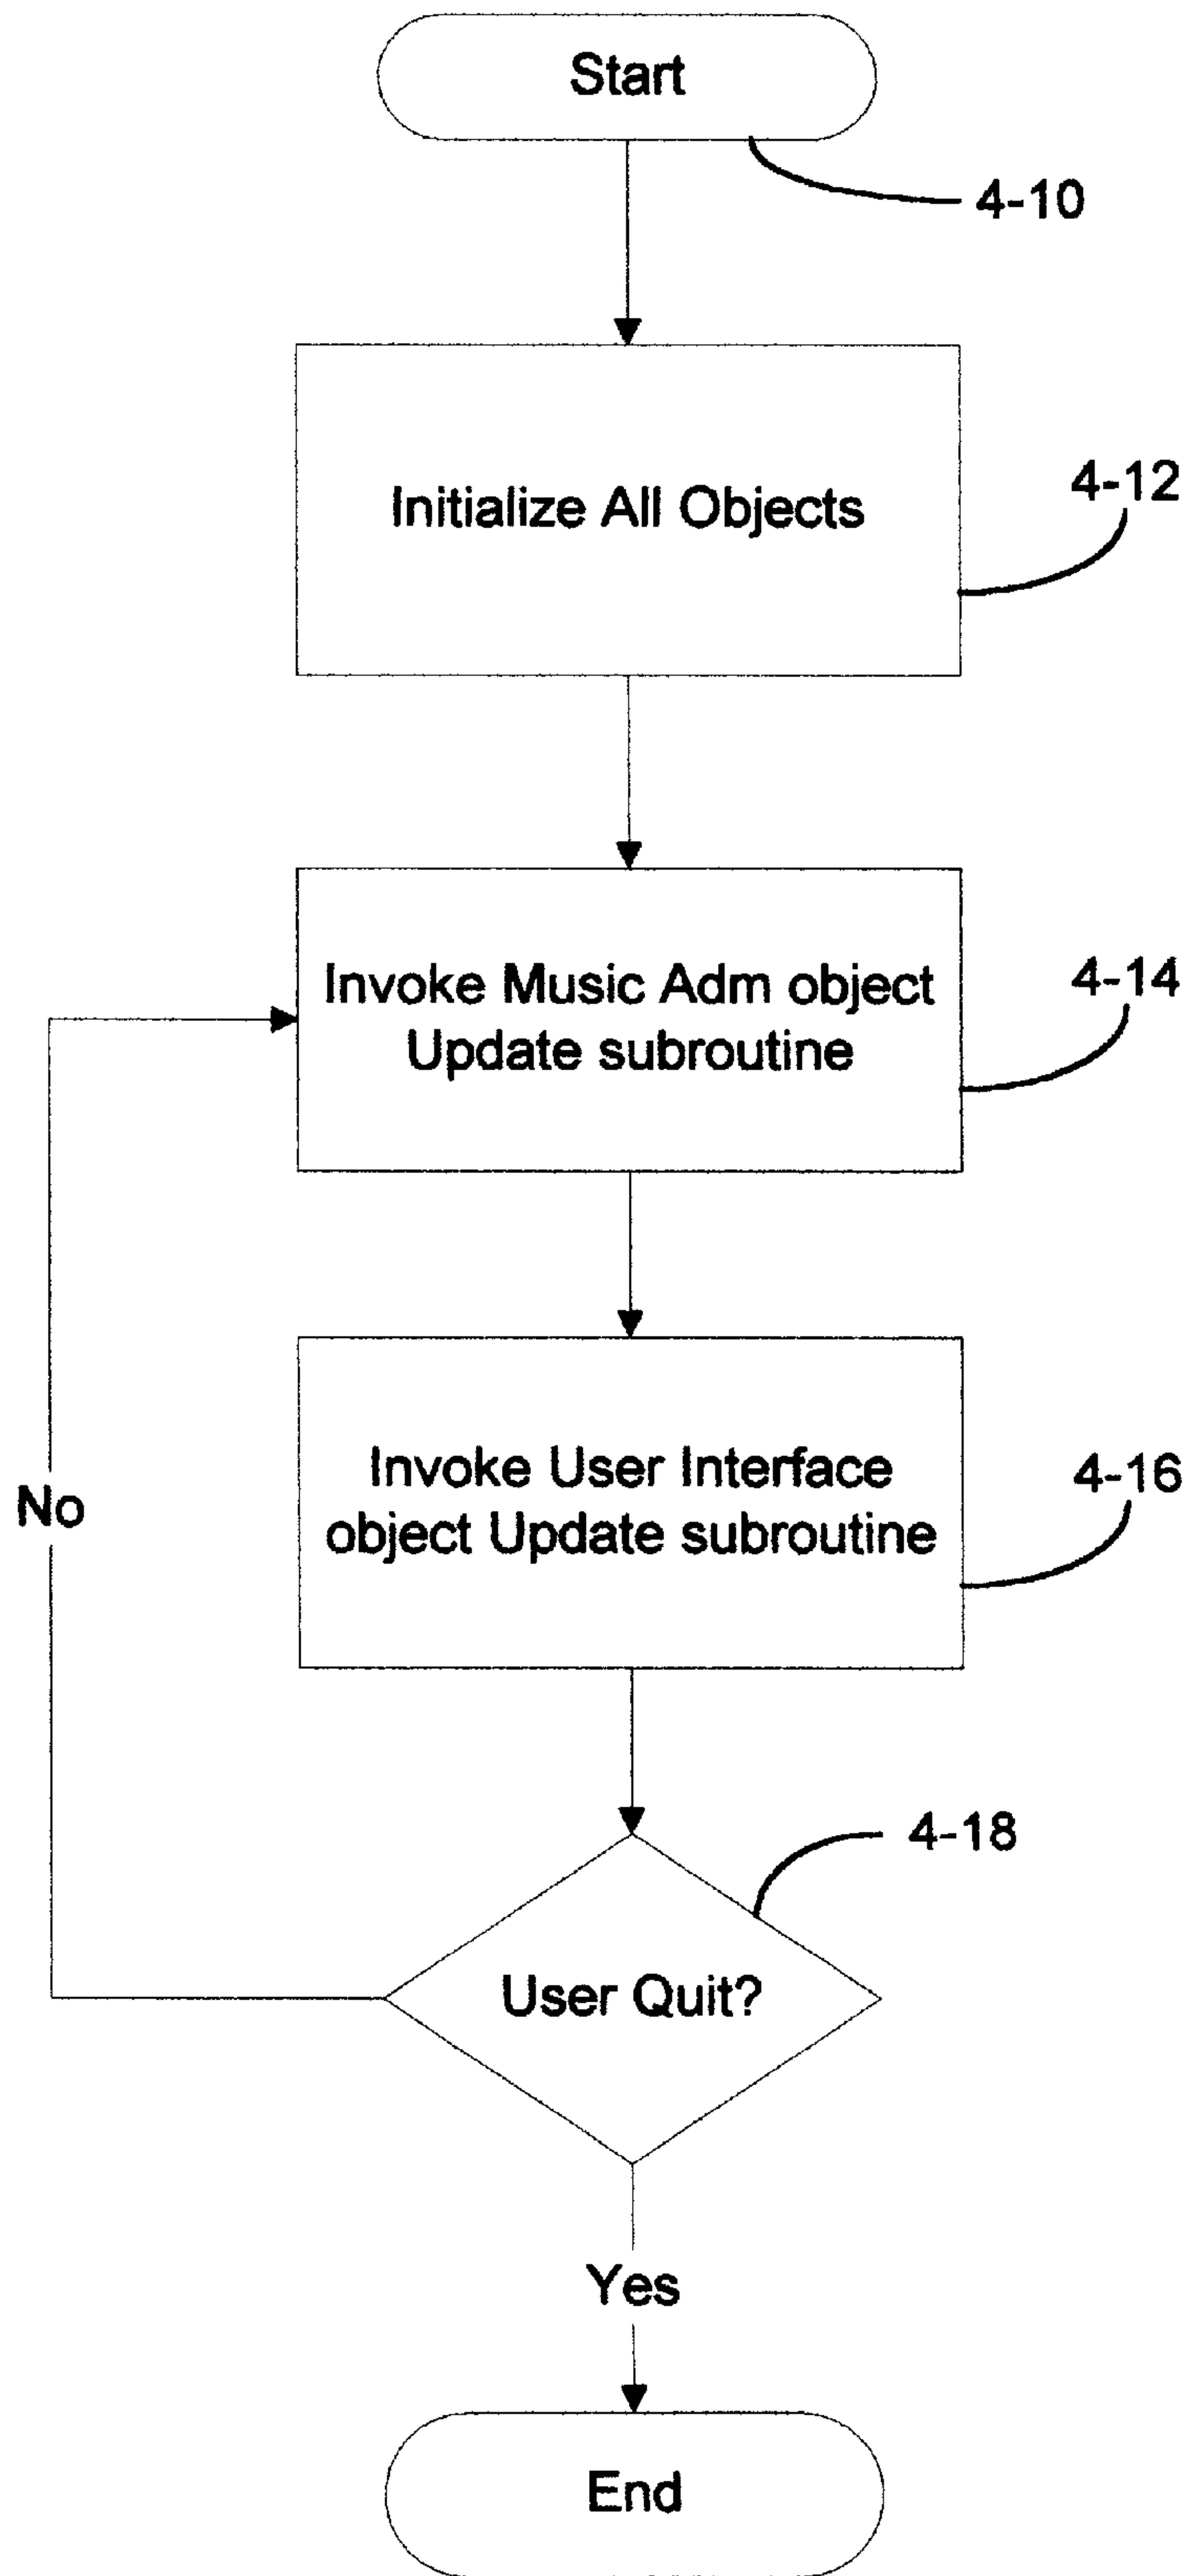 Start
4-10
Initialize All Objects
4-12
Invoke Music Adm object
Update subroutine
4-14
Invoke User Interface
object Update subroutine
4-16
No
4-18
User Quit?
Yes
End